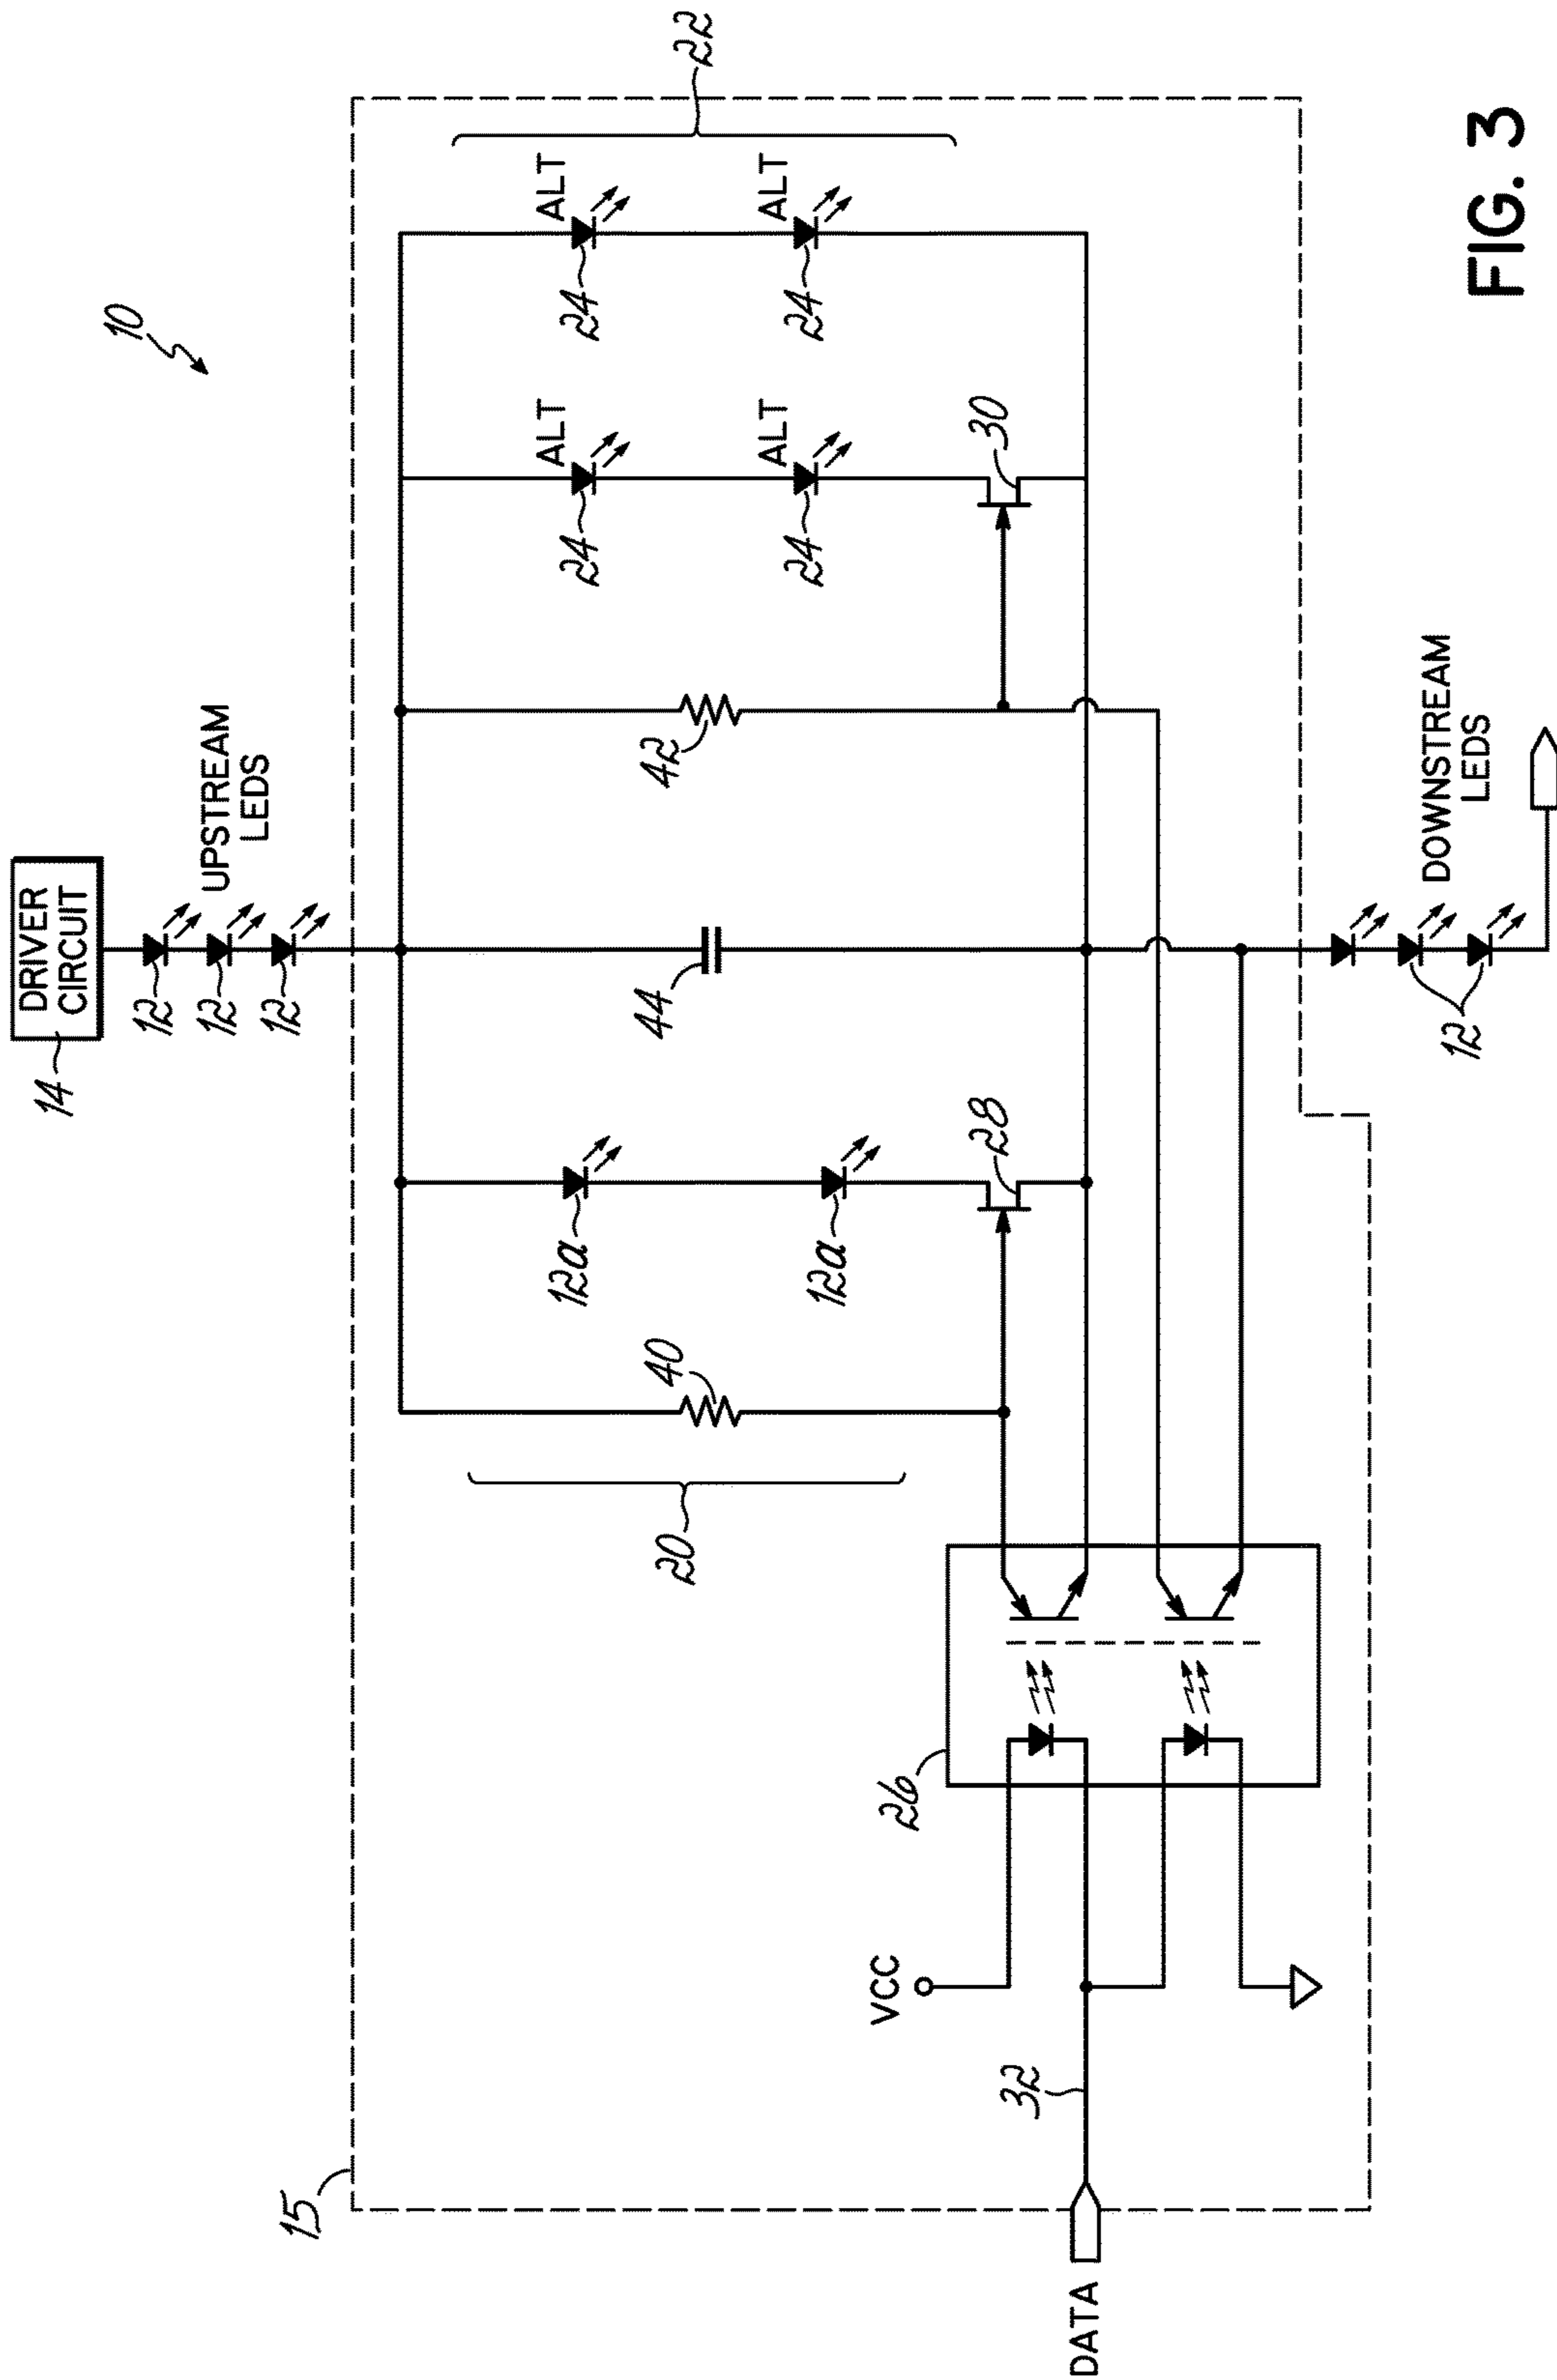 DRIVER
CIRCUIT
14
UPSTREAM
LEDS
12
12
12
10
15
20
22
40
12a
12a
28
44
42
24
ALT
24
ALT
30
24
ALT
24
ALT
26
VCC
32
DATA
DOWNSTREAM
LEDS
12
FIG. 3